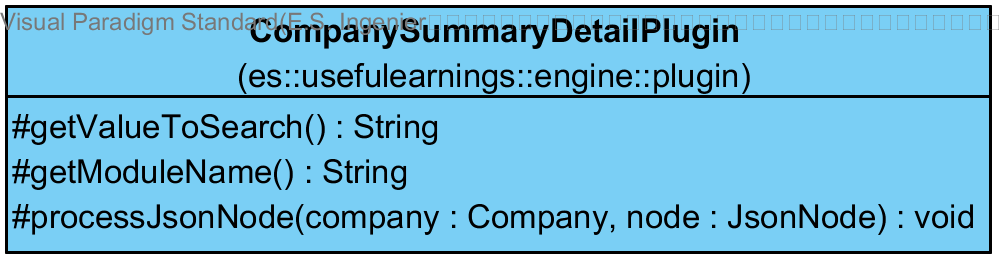 Visual Paradigm Standard(E.S. Ingenier
CompanySummaryDetailPlugin
(es::usefulearnings::engine::plugin)
#getValueToSearch() : String
#getModuleName() : String
#processJsonNode(company : Company, node : JsonNode) : void